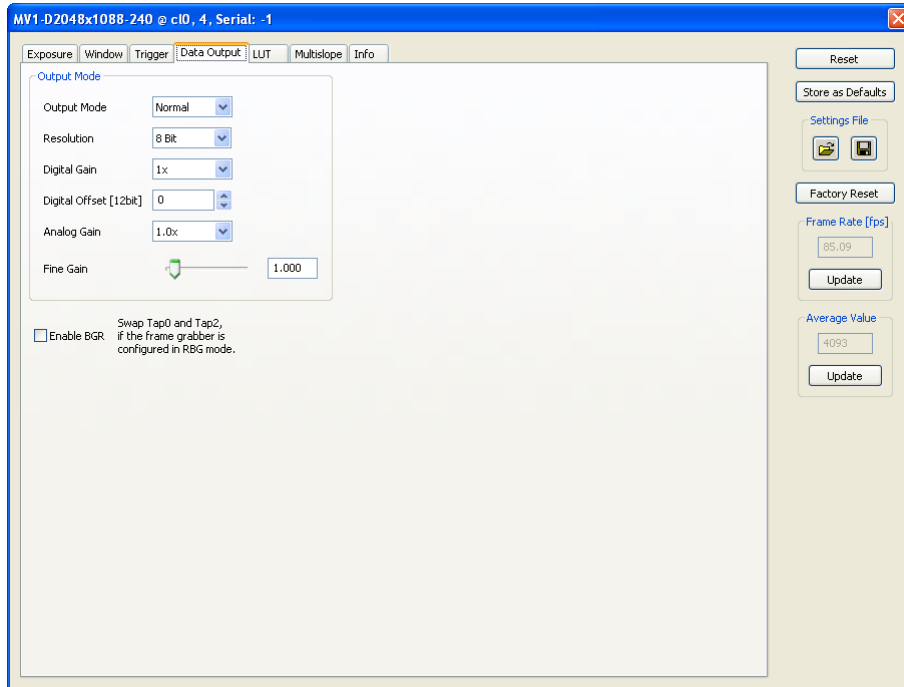 MV1-D2048x1088-240 @ cl0, 4, Serial: -1
Exposure Window Trigger Data Output LUT Multislope Info
Output Mode
Output Mode Normal
Resolution 8 Bit
Digital Gain 1x
Digital Offset [12bit] 0
Analog Gain 1.0x
Fine Gain 1.000
Enable BGR
Swap Tap0 and Tap2,
if the frame grabber is
configured in RBG mode.
Reset
Store as Defaults
Settings File
Factory Reset
Frame Rate [fps]
85.09
Update
Average Value
4093
Update